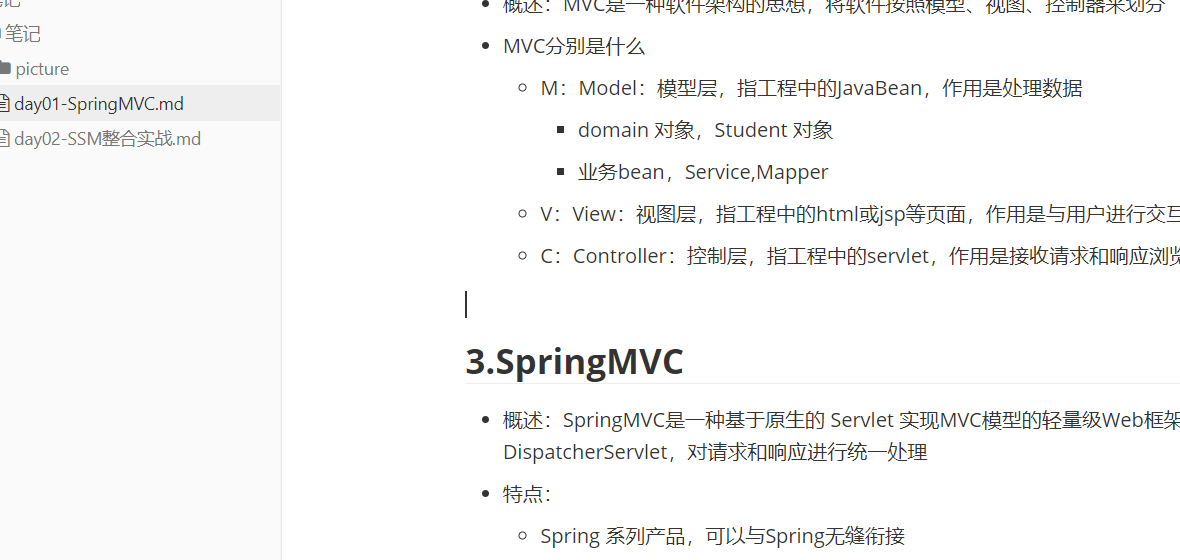 笔记
picture
day01-SpringMVC.md
day02-SSM整合实战.md
概述：MVC是一种软件架构的思想，将软件按照模型、视图、控制器来划分
MVC分别是什么
M：Model：模型层，指工程中的JavaBean，作用是处理数据
domain 对象，Student 对象
业务bean，Service,Mapper
V：View：视图层，指工程中的html或jsp等页面，作用是与用户进行交互
C：Controller：控制层，指工程中的servlet，作用是接收请求和响应浏览
3.SpringMVC
概述：SpringMVC是一种基于原生的 Servlet 实现MVC模型的轻量级Web框架
DispatcherServlet，对请求和响应进行统一处理
特点：
Spring 系列产品，可以与Spring无缝衔接